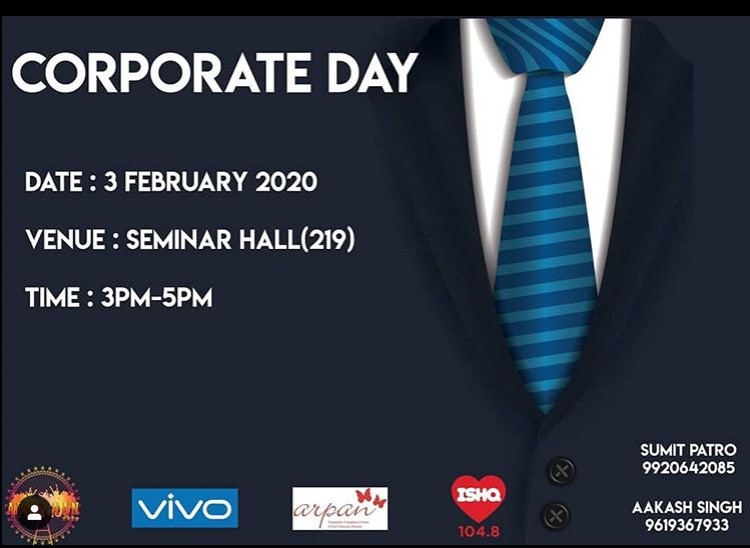 CORPORATE DAY
DATE : 3 FEBRUARY 2020
VENUE : SEMINAR HALL(219)
TIME : 3PM-5PM
SUMIT PATRO
9920642085
AAKASH SINGH
9619367933
vivo
arpan
ISHQ
104.8